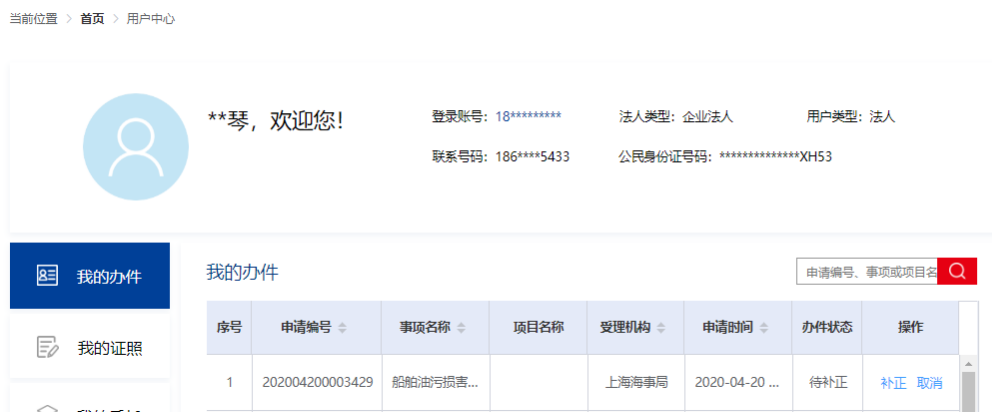 当前位置 > 首页 > 用户中心
**琴，欢迎您！
登录账号：18********* 法人类型：企业法人 用户类型：法人
联系号码：186****5433 公民身份证号码：**************XH53
我的办件
我的证照
我的办件
申请编号、事项或项目名
序号 申请编号 事项名称 项目名称 受理机构 申请时间 办件状态 操作
1 202004200003429 船舶油污损害... 上海海事局 2020-04-20 ... 待补正 补正 取消